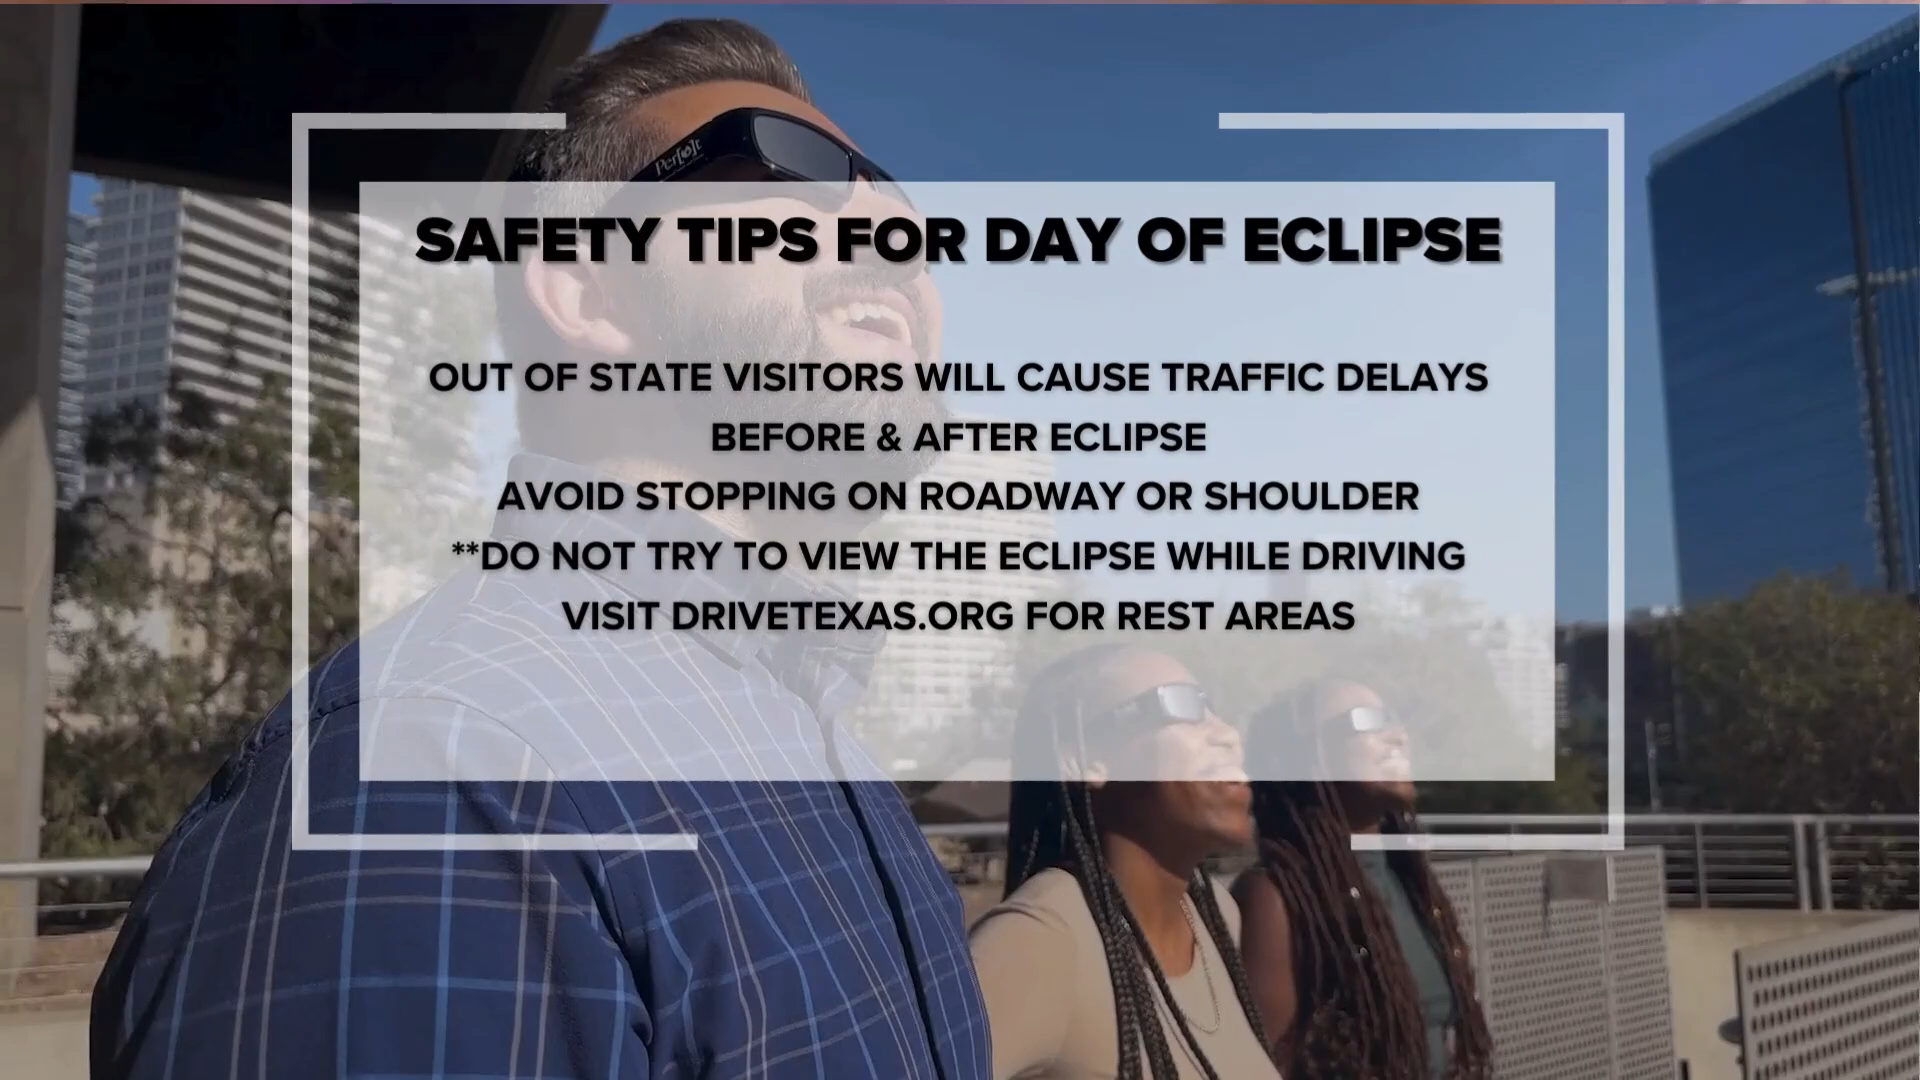 Perfoit
SAFETY TIPS FOR DAY OF ECLIPSE
OUT OF STATE VISITORS WILL CAUSE TRAFFIC DELAYS
BEFORE & AFTER ECLIPSE
AVOID STOPPING ON ROADWAY OR SHOULDER
**DO NOT TRY TO VIEW THE ECLIPSE WHILE DRIVING
VISIT DRIVETEXAS.ORG FOR REST AREAS